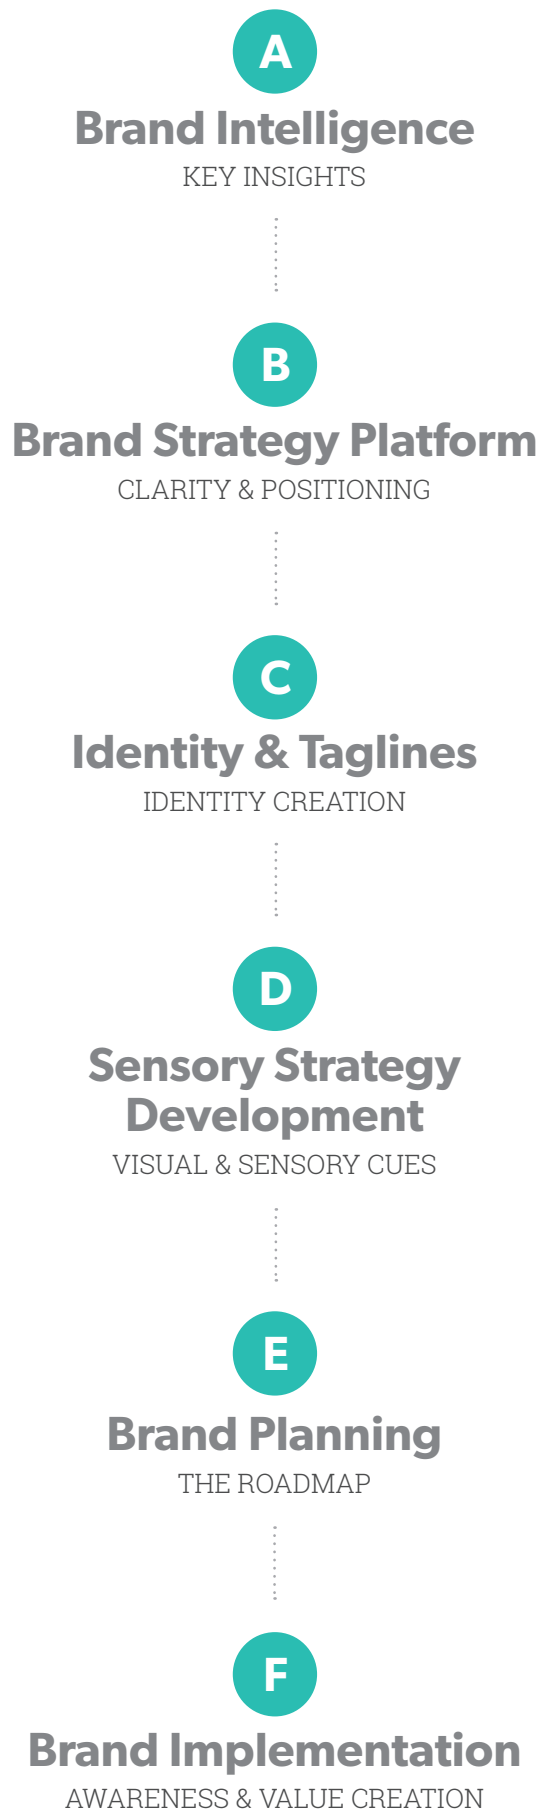 A
Brand Intelligence
KEY INSIGHTS
B
Brand Strategy Platform
CLARITY & POSITIONING
C
Identity & Taglines
IDENTITY CREATION
D
Sensory Strategy
Development
VISUAL & SENSORY CUES
E
Brand Planning
THE ROADMAP
F
Brand Implementation
AWARENESS & VALUE CREATION